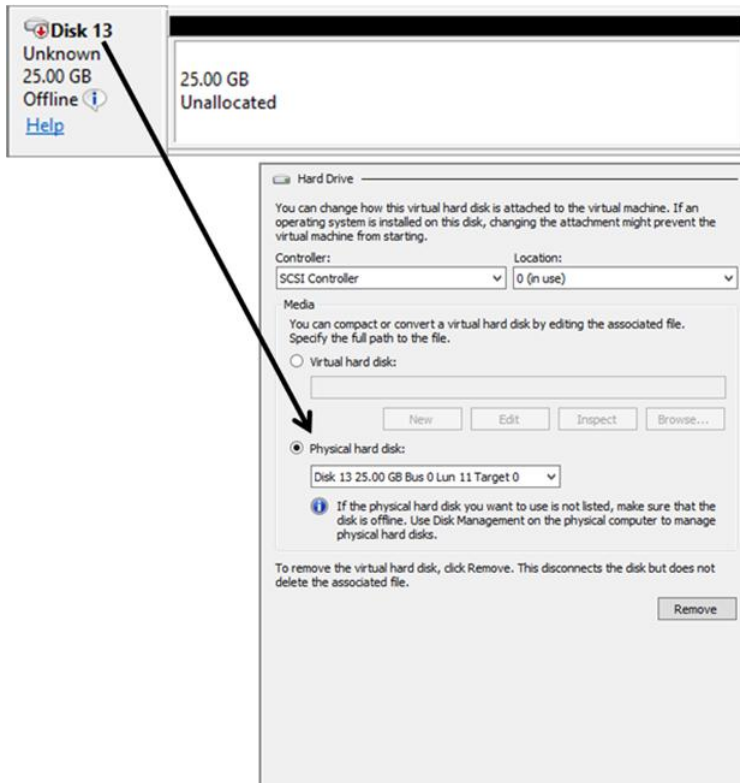 Disk 13
Unknown
25.00 GB
Offline
Help
25.00 GB
Unallocated
Hard Drive
You can change how this virtual hard disk is attached to the virtual machine. If an
operating system is installed on this disk, changing the attachment might prevent the
virtual machine from starting.
Controller: Location:
SCSI Controller 0 (in use)
Media
You can compact or convert a virtual hard disk by editing the associated file.
Specify the full path to the file.
Virtual hard disk:
New Edit Inspect Browse...
Physical hard disk:
Disk 13 25.00 GB Bus 0 Lun 11 Target 0
If the physical hard disk you want to use is not listed, make sure that the
disk is offline. Use Disk Management on the physical computer to manage
physical hard disks.
To remove the virtual hard disk, click Remove. This disconnects the disk but does not
delete the associated file.
Remove